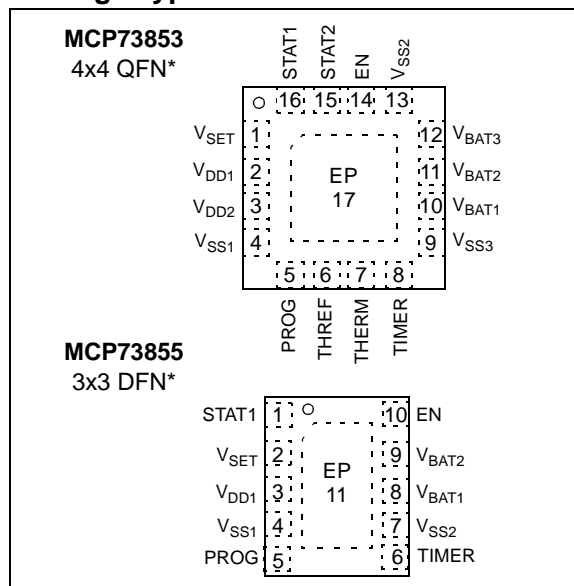 MCP73853
4x4 QFN*
STAT1
STAT2
EN
VSS2
16 15 14 13
VSET 1
12 VBAT3
VDD1 2
11 VBAT2
VDD2 3
10 VBAT1
VSS1 4
9 VSS3
EP
17
5 6 7 8
PROG
THREF
THERM
TIMER
MCP73855
3x3 DFN*
STAT1 1
10 EN
VSET 2
9 VBAT2
VDD1 3
8 VBAT1
VSS1 4
7 VSS2
PROG 5
6 TIMER
EP
11